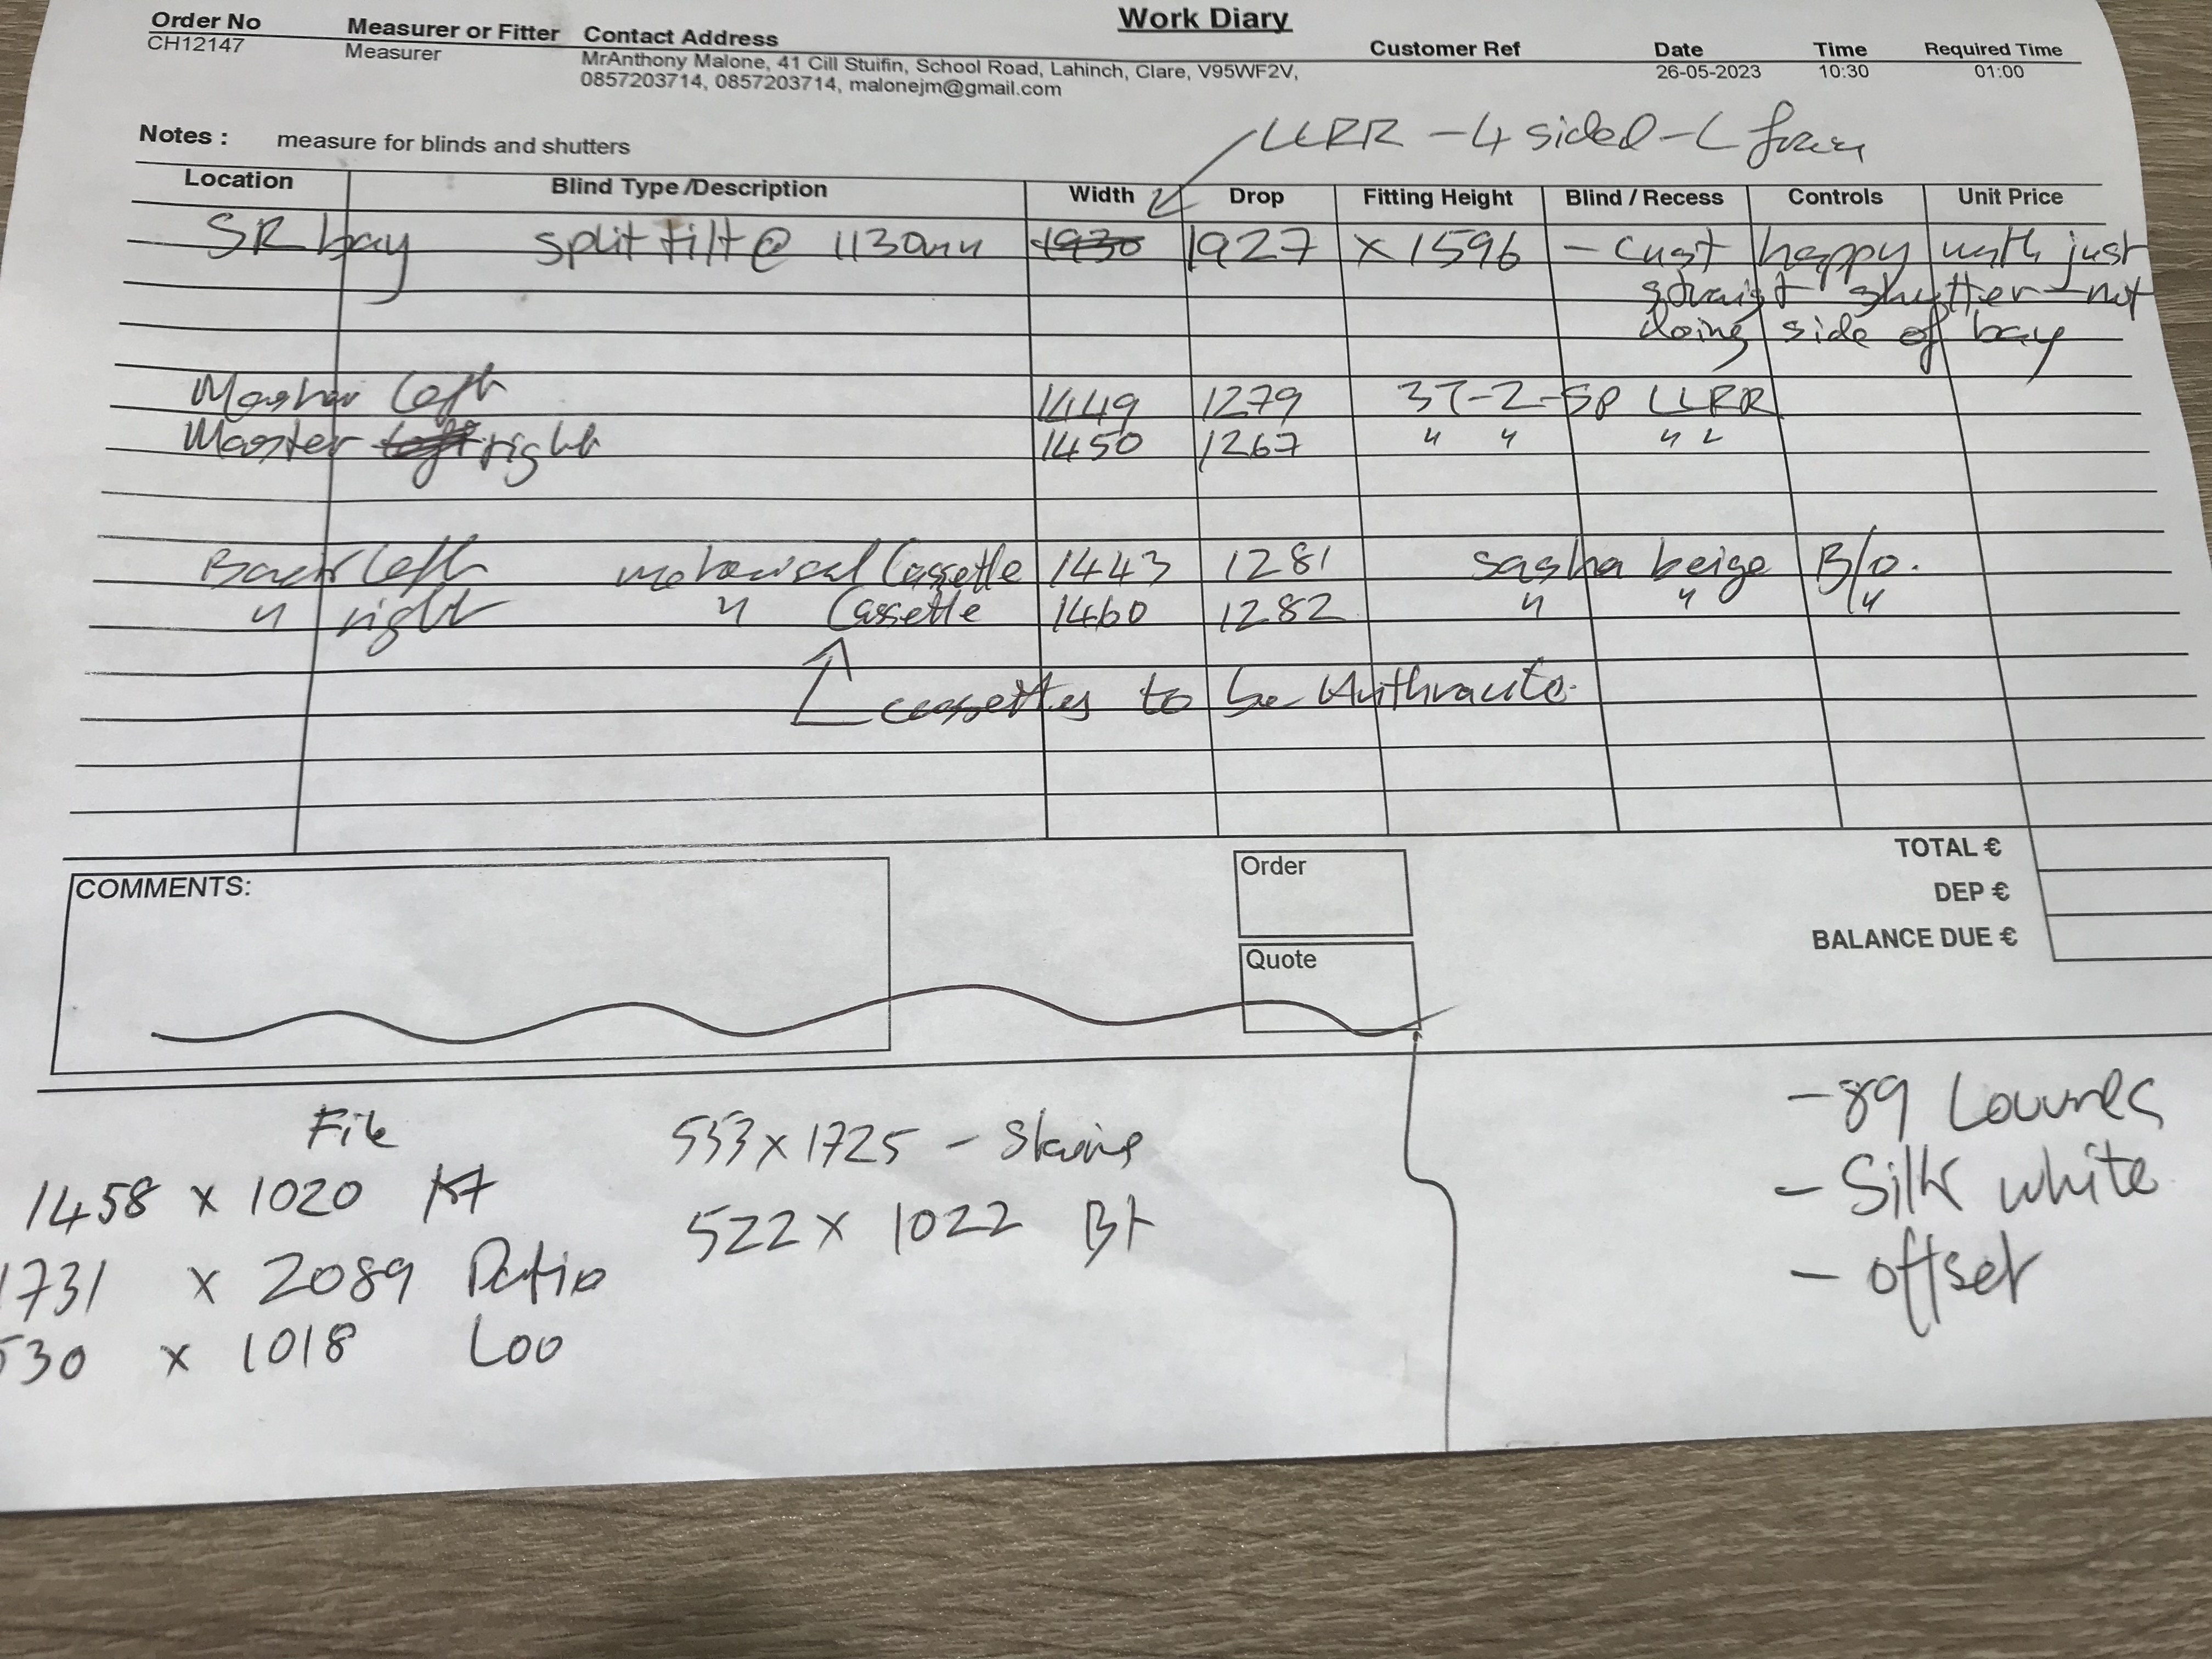 Work Diary
Order No Measurer or Fitter Contact Address Customer Ref Date Time Required Time
CH12147 Measurer MrAnthony Malone, 41 Cill Stuifin, School Road, Lahinch, Clare, V95WF2V, 26-05-2023 10:30 01:00
0857203714, 0857203714, malonejm@gmail.com
LLRR - 4 sided - L fram
Notes : measure for blinds and shutters
Location Blind Type /Description Width Drop Fitting Height Blind / Recess Controls Unit Price
SR bay split tilt @ 1130mm 1930 1927 x 1596 - cust happy with just
straigt shutter - not
doing side of bay
Master left 1449 1279 3T-2-SP LLRR
Master left right 1450 1267 " " " "
Back left mechanical Cassette 1443 1281 sasha beige B/o.
" right " Cassette 1460 1282 " " "
cassettes to be Anthracite.
TOTAL €
DEP €
BALANCE DUE €
COMMENTS:
Order
Quote
File
1458 x 1020 Kt
1731 x 2089 Patio
530 x 1018 Loo
533 x 1725 -
522 x 1022 Bt
- 89 Louvres
- Silk white
- offset